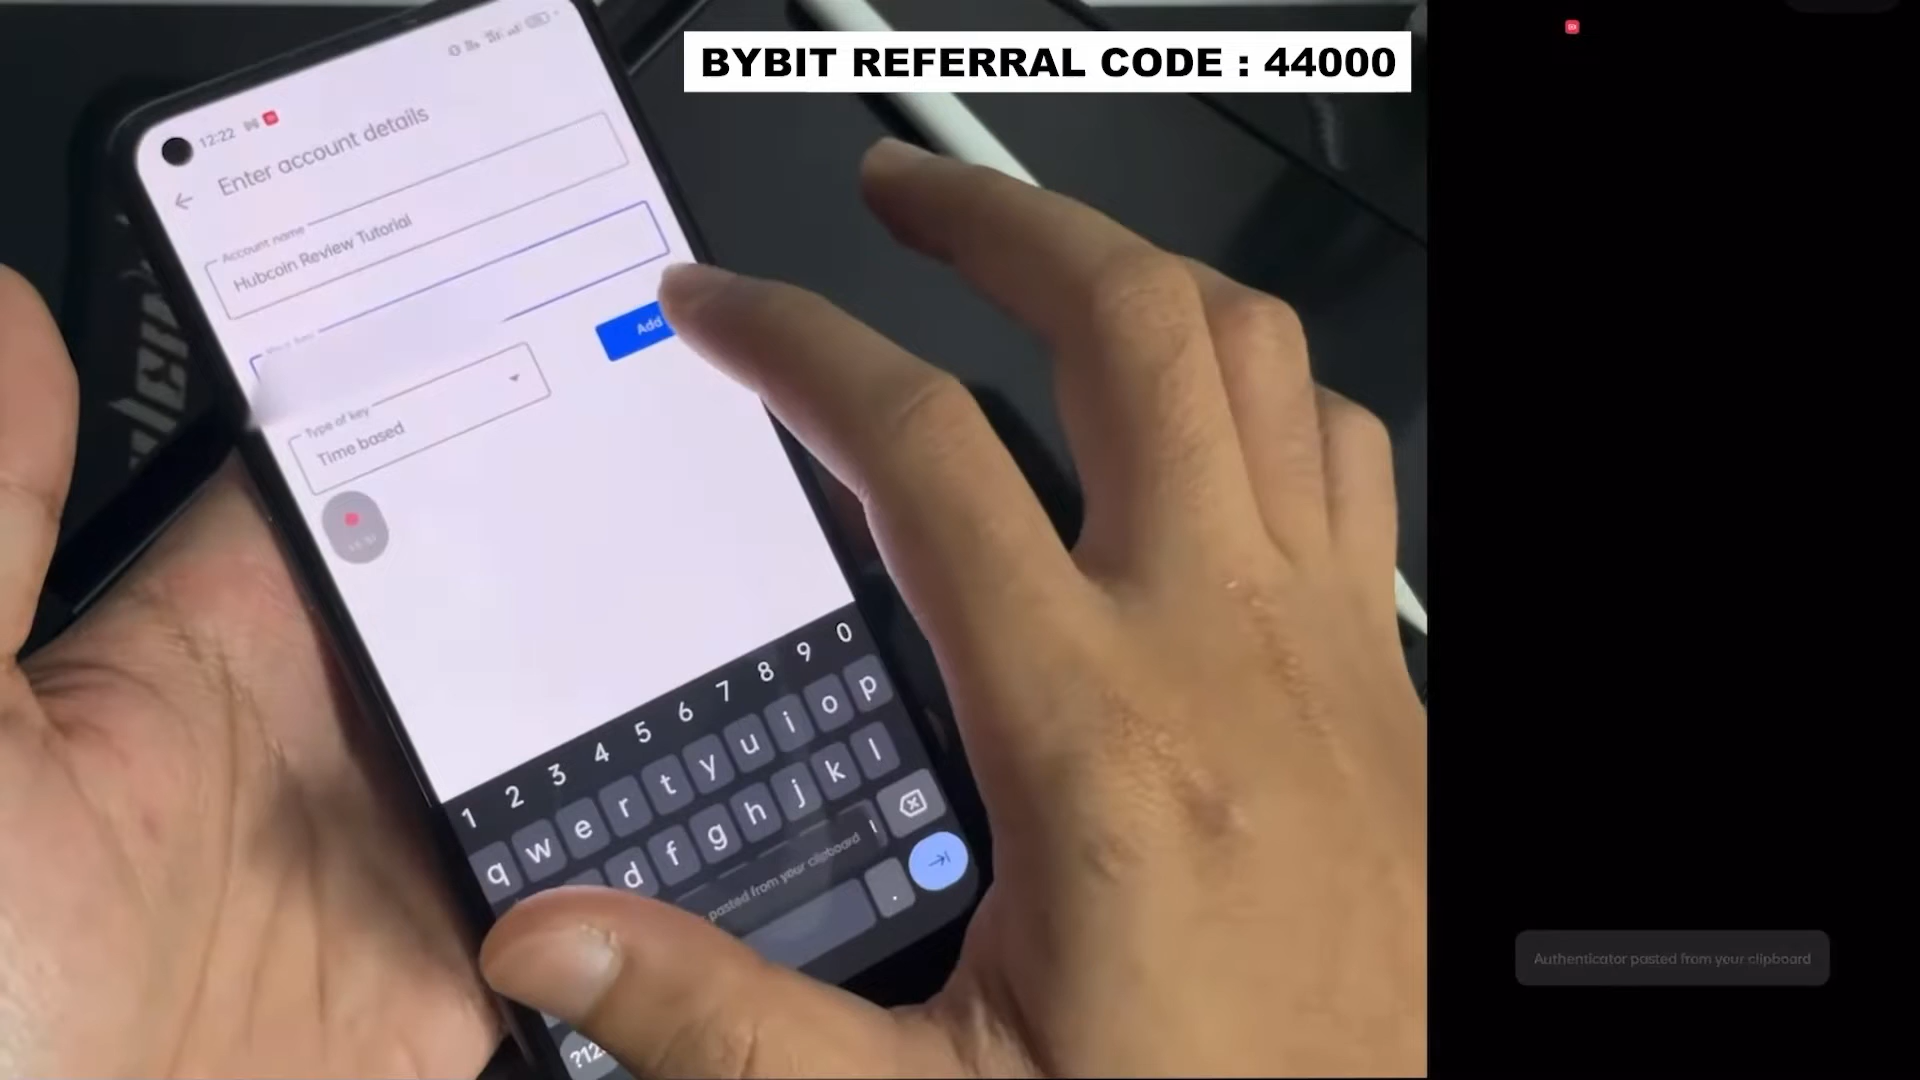 BYBIT REFERRAL CODE : 44000
12:22
Enter account details
Account name
Hubcoin Review Tutorial
Add
Type of key
Time based
1 2 3 4 5 6 7 8 9 0
q w e r t y u i o p
d f g h j k l
pasted from your clipboard
.
?12
Authenticator pasted from your clipboard